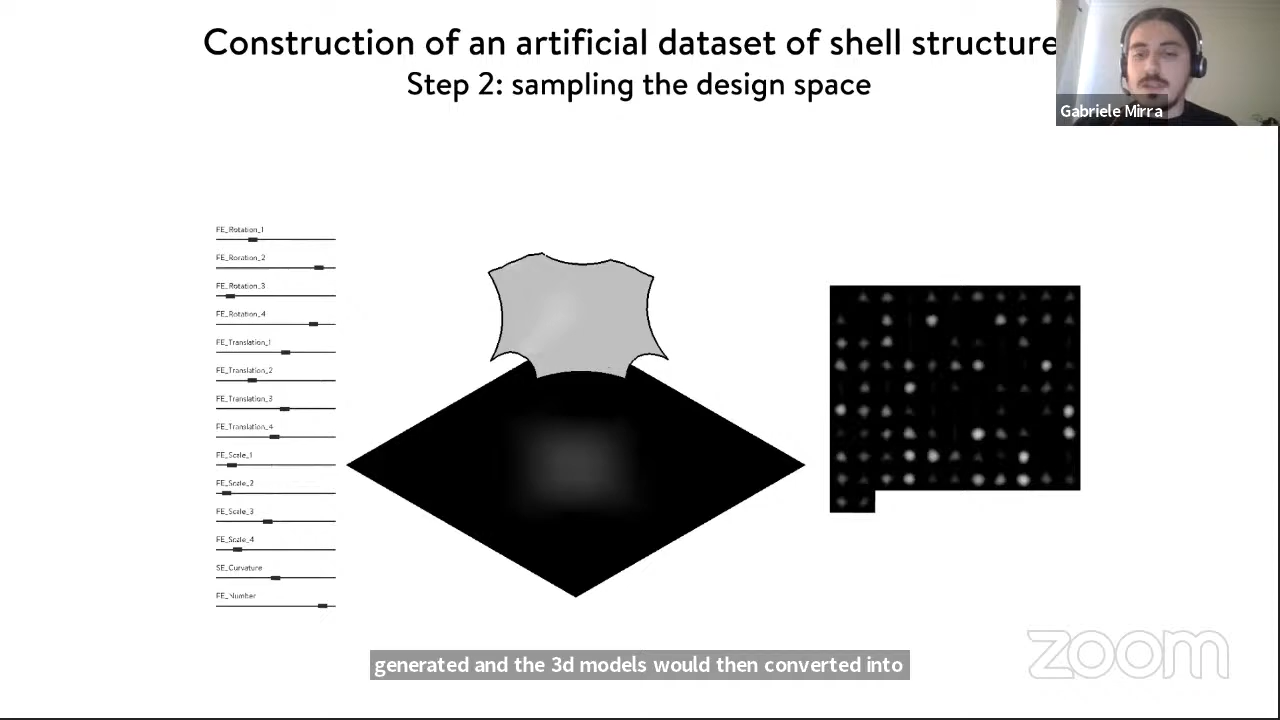 Construction of an artificial dataset of shell structure
Step 2: sampling the design space
Gabriele Mirra
FE_Rotation_1
FE_Roration_2
FE_Rotation_3
FE_Rotation_4
FE_Translation_1
FE_Translation_2
FE_Translation_3
FE_Translation_4
FE_Scale_1
FE_Scale_2
FE_Scale_3
FE_Scale_4
SE_Curvature
FE_Number
generated and the 3d models would then converted into
zoom